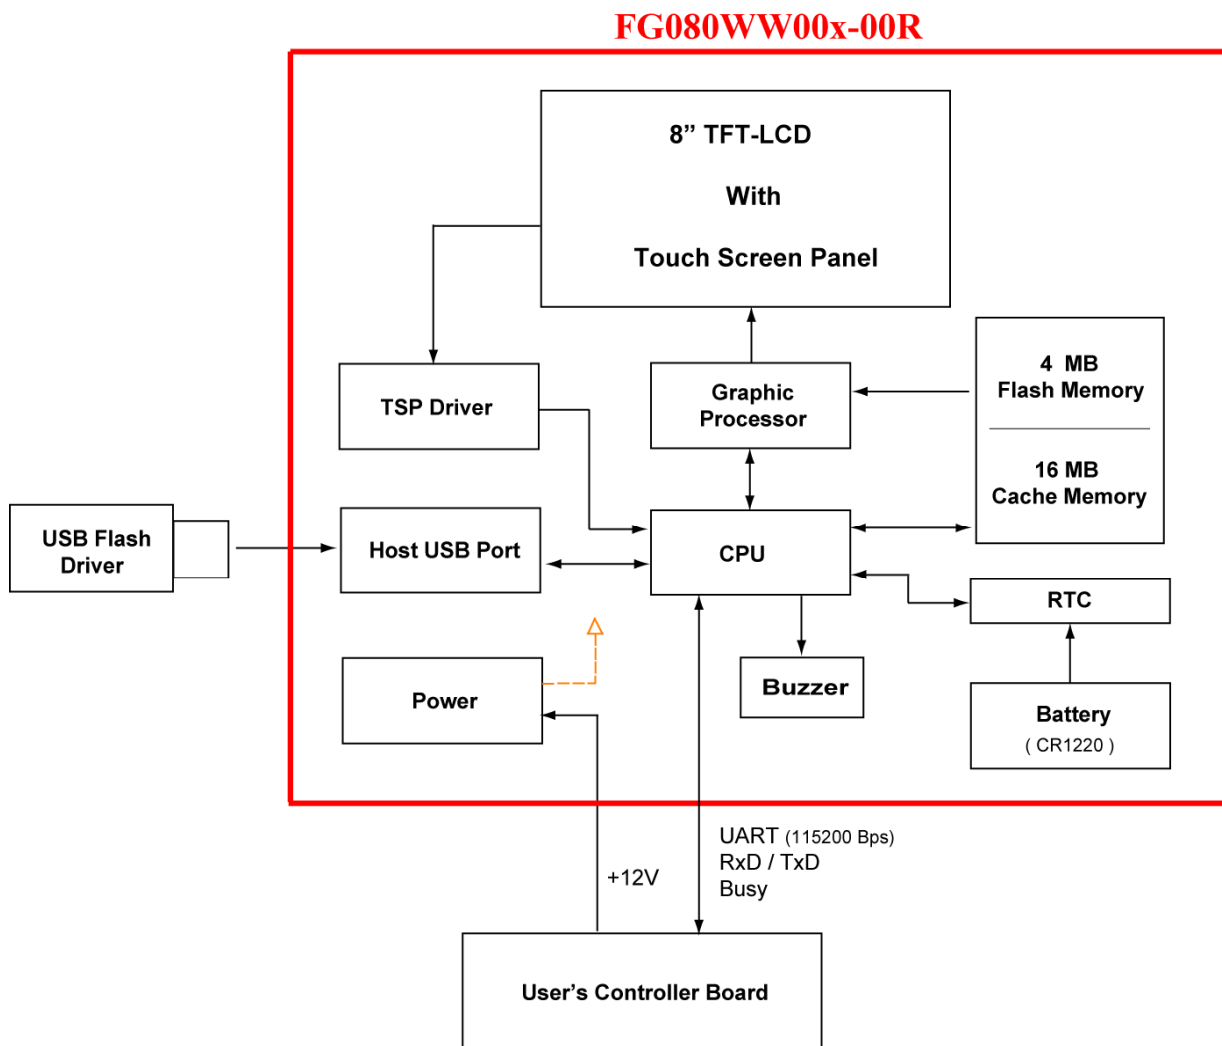 FG080WW00x-00R
8” TFT-LCD
With
Touch Screen Panel
TSP Driver
Graphic
Processor
4 MB
Flash Memory
16 MB
Cache Memory
USB Flash
Driver
Host USB Port
CPU
RTC
Power
Buzzer
Battery
( CR1220 )
+12V
UART (115200 Bps)
RxD / TxD
Busy
User’s Controller Board